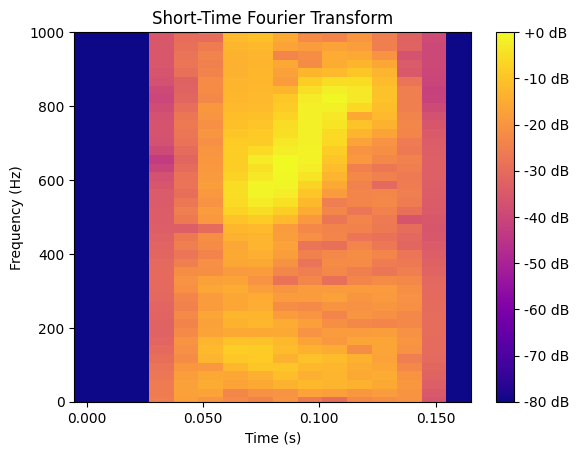 Short-Time Fourier Transform
1000
800
600
400
200
0
Frequency (Hz)
0.000
0.050
0.100
0.150
Time (s)
+0 dB
-10 dB
-20 dB
-30 dB
-40 dB
-50 dB
-60 dB
-70 dB
-80 dB